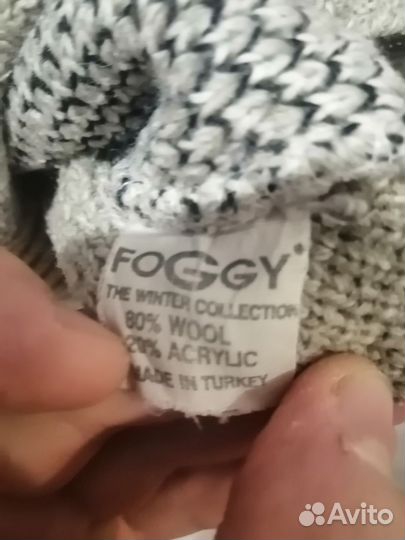 FOGGY
THE WINTER COLLECTION
80% WOOL
20% ACRYLIC
MADE IN TURKEY
Avito